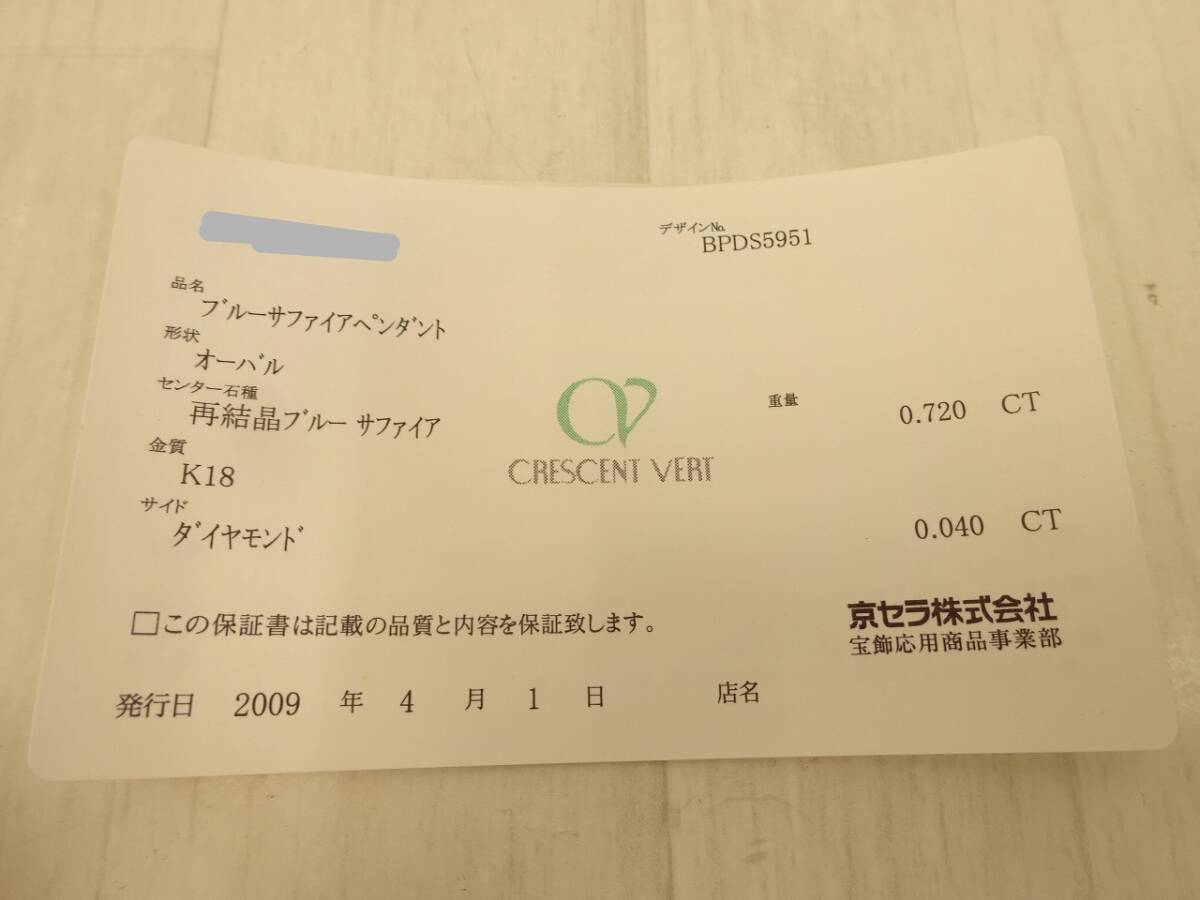 デザイン№
BPDS5951
品名
ブルーサファイアペンダント
形状
オーバル
センター石種
再結晶ブルー サファイア
重量
0.720 CT
金質
K18
サイド
ダイヤモンド
0.040 CT
CV
CRESCENT VERT
□この保証書は記載の品質と内容を保証致します。
京セラ株式会社
宝飾応用商品事業部
発行日 2009 年 4 月 1 日 店名